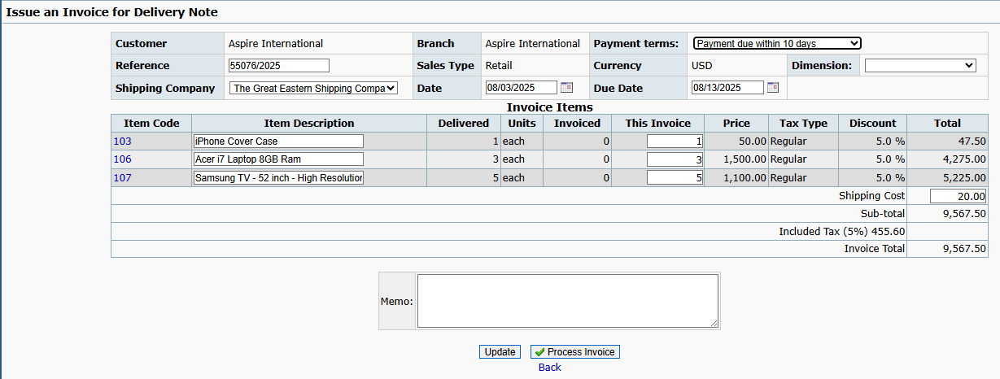 Issue an Invoice for Delivery Note
Customer Aspire International Branch Aspire International Payment terms: Payment due within 10 days
Reference 55076/2025 Sales Type Retail Currency USD Dimension:
Shipping Company The Great Eastern Shipping Compa Date 08/03/2025 Due Date 08/13/2025
Invoice Items
Item Code Item Description Delivered Units Invoiced This Invoice Price Tax Type Discount Total
103 iPhone Cover Case 1 each 0 1 50.00 Regular 5.0 % 47.50
106 Acer i7 Laptop 8GB Ram 3 each 0 3 1,500.00 Regular 5.0 % 4,275.00
107 Samsung TV - 52 inch - High Resolution 5 each 0 5 1,100.00 Regular 5.0 % 5,225.00
Shipping Cost 20.00
Sub-total 9,567.50
Included Tax (5%) 455.60
Invoice Total 9,567.50
Memo:
Update Process Invoice
Back